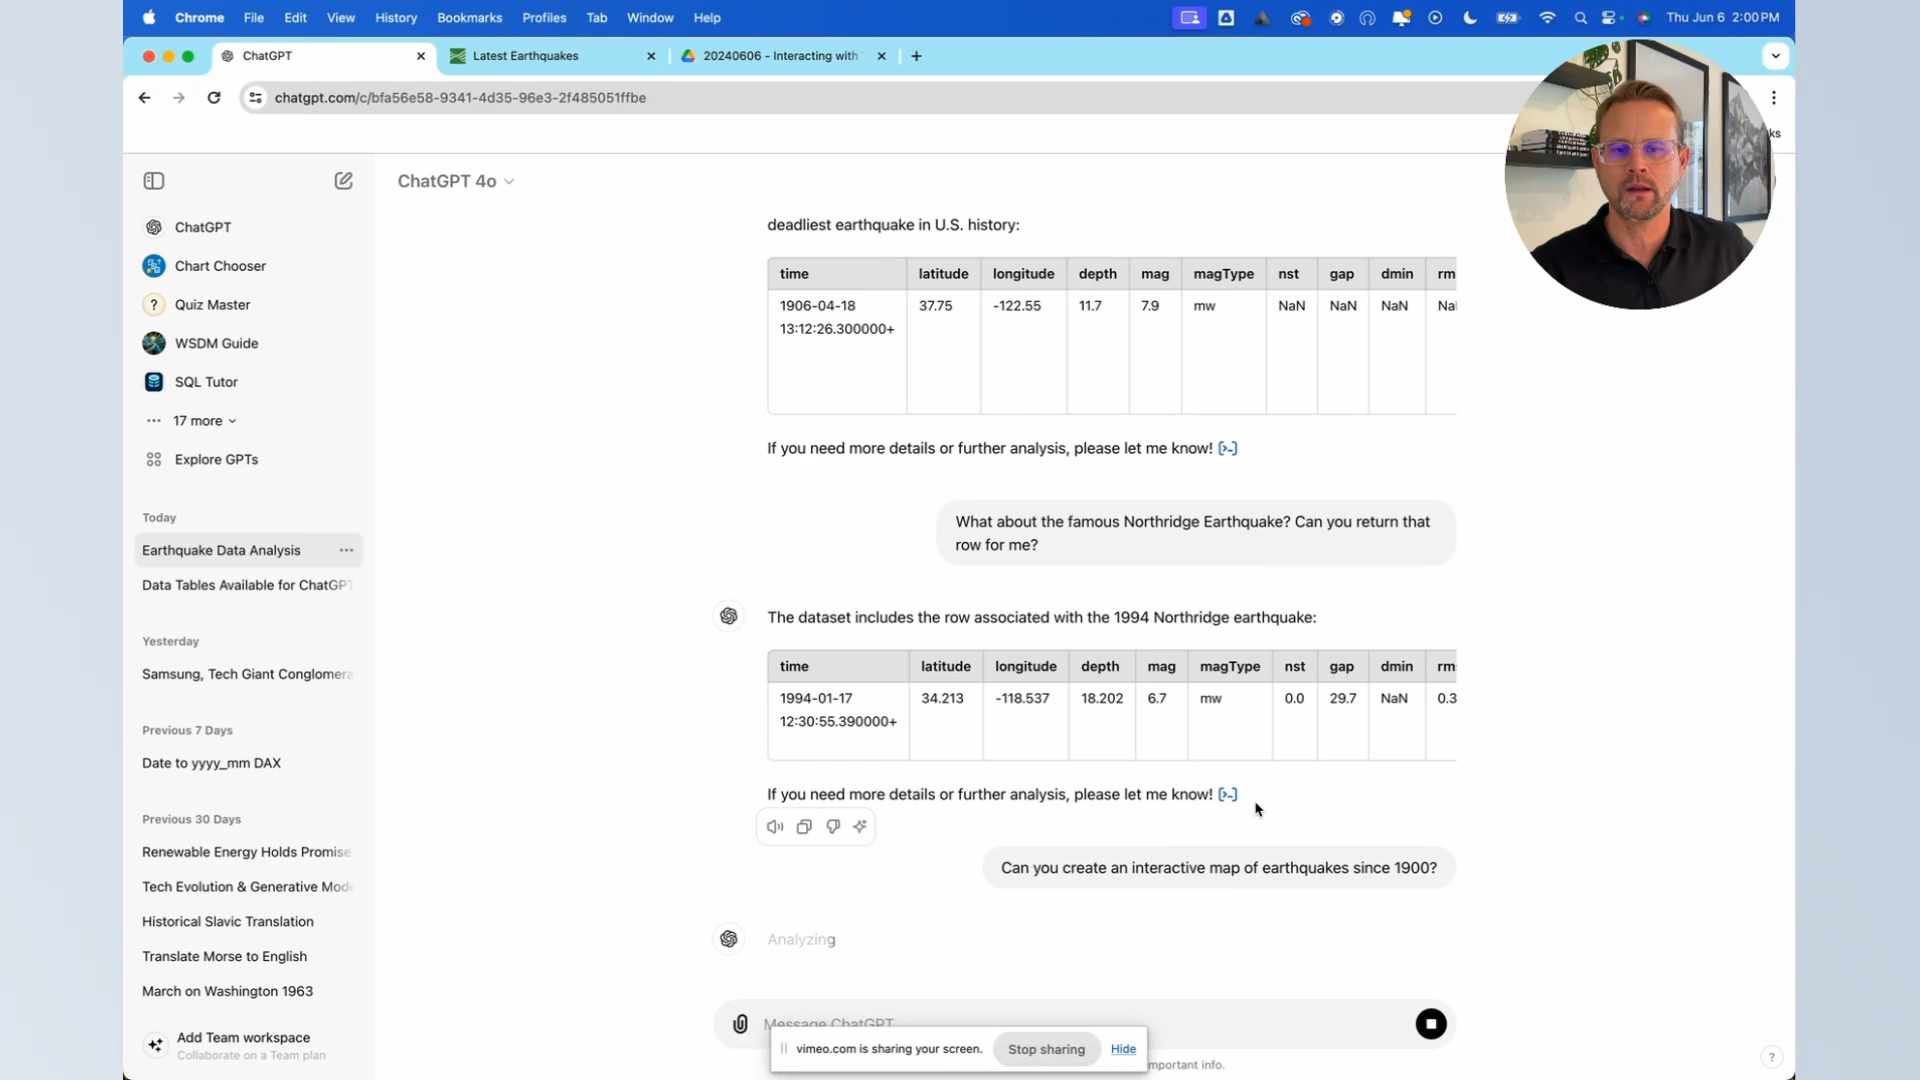 Chrome File Edit View History Bookmarks Profiles Tab Window Help
Thu Jun 6 2:00 PM
ChatGPT
Latest Earthquakes
20240606 - Interacting with
chatgpt.com/c/bfa56e58-9341-4d35-96e3-2f485051ffbe
ChatGPT
Chart Chooser
Quiz Master
WSDM Guide
SQL Tutor
17 more
Explore GPTs
Today
Earthquake Data Analysis
Data Tables Available for ChatGPT
Yesterday
Samsung, Tech Giant Conglomera
Previous 7 Days
Date to yyyy_mm DAX
Previous 30 Days
Renewable Energy Holds Promise
Tech Evolution & Generative Mode
Historical Slavic Translation
Translate Morse to English
March on Washington 1963
Add Team workspace
Collaborate on a Team plan
ChatGPT 4o
deadliest earthquake in U.S. history:
time latitude longitude depth mag magType nst gap dmin rm
1906-04-18 37.75 -122.55 11.7 7.9 mw NaN NaN NaN Na
13:12:26.300000+
If you need more details or further analysis, please let me know! [>-]
What about the famous Northridge Earthquake? Can you return that
row for me?
The dataset includes the row associated with the 1994 Northridge earthquake:
time latitude longitude depth mag magType nst gap dmin rm
1994-01-17 34.213 -118.537 18.202 6.7 mw 0.0 29.7 NaN 0.3
12:30:55.390000+
If you need more details or further analysis, please let me know! [>-]
Can you create an interactive map of earthquakes since 1900?
Analyzing
Message ChatGPT
vimeo.com is sharing your screen. Stop sharing Hide
mportant info.
?